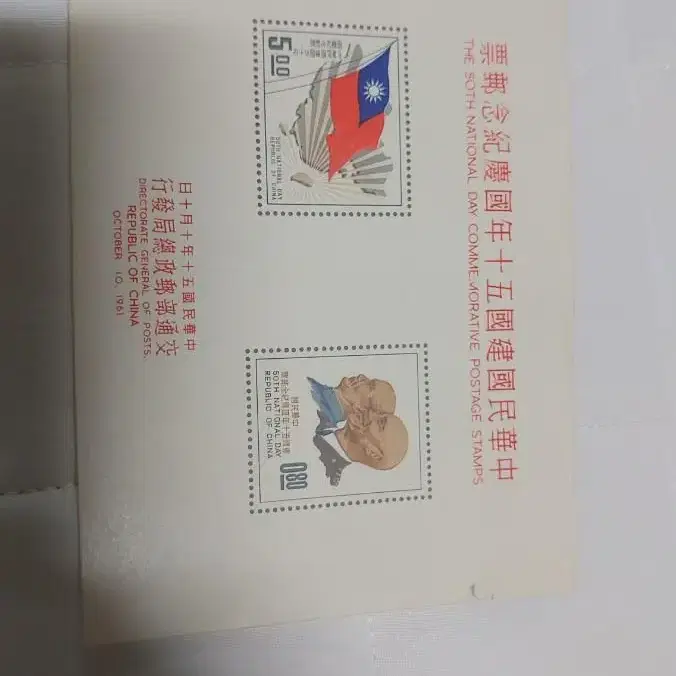 中華民國建國五十年國慶紀念郵票
THE 50TH NATIONAL DAY COMMEMORATIVE POSTAGE STAMPS
5.00
50TH NATIONAL DAY
REPUBLIC OF CHINA
50TH NATIONAL DAY
REPUBLIC OF CHINA
0.80
中華民國五十年十月十日
交通部郵政總局發行
DIRECTORATE GENERAL OF POSTS,
REPUBLIC OF CHINA
OCTOBER 10, 1961